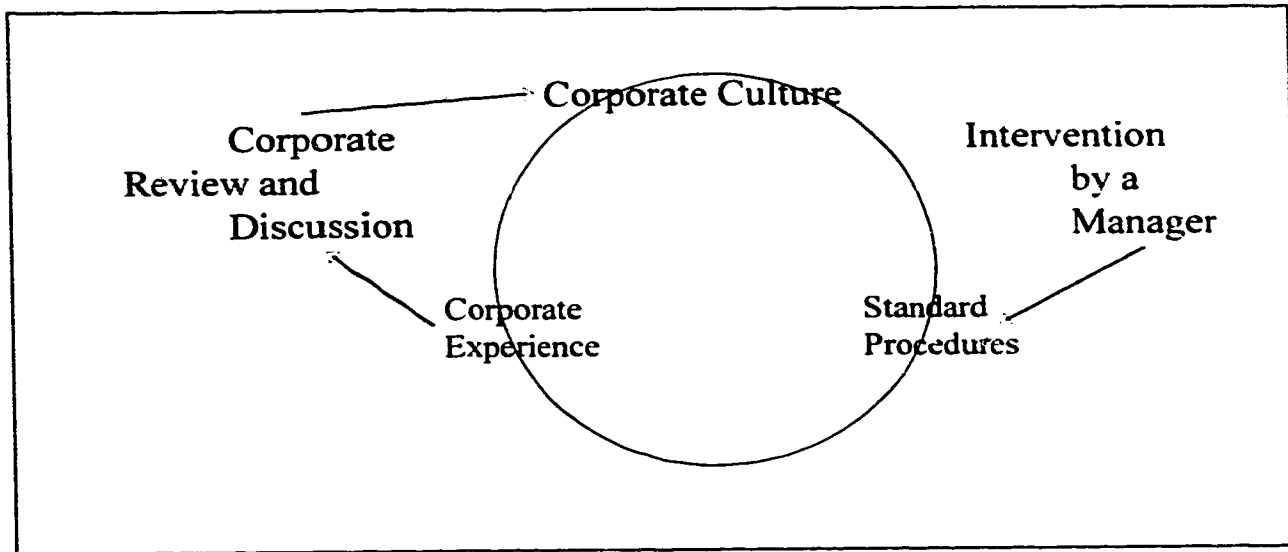 Corporate Culture
Corporate
Review and
Discussion
Intervention
by a
Manager
Corporate
Experience
Standard
Procedures